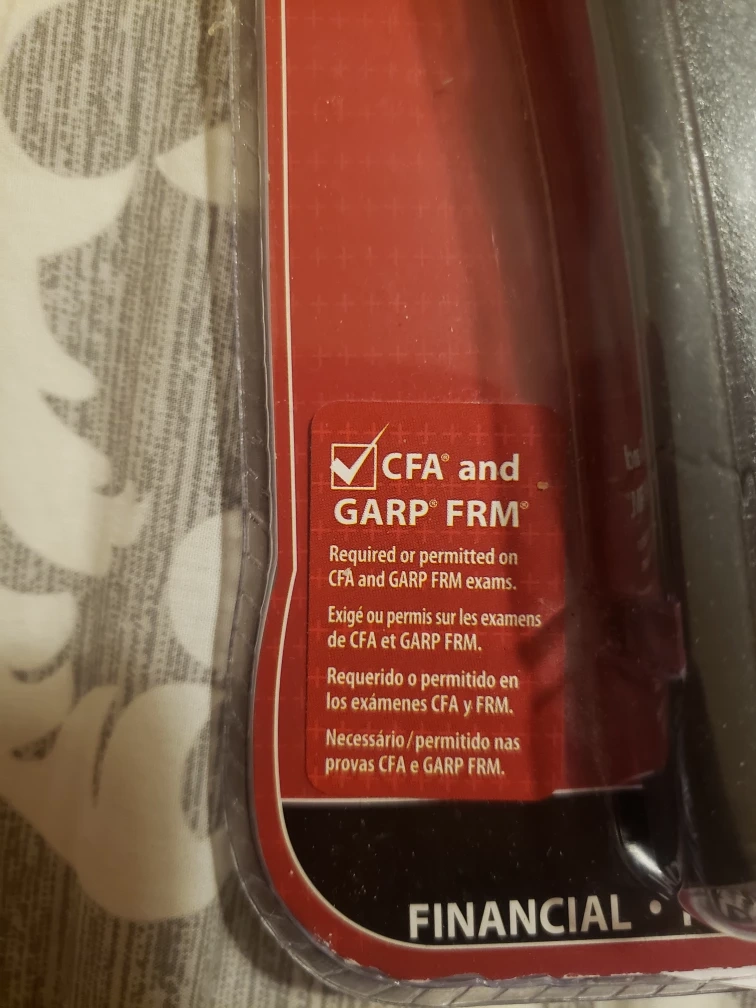 CFA® and
GARP® FRM®
Required or permitted on
CFA and GARP FRM exams.
Exigé ou permis sur les examens
de CFA et GARP FRM.
Requerido o permitido en
los exámenes CFA y FRM.
Necessário/permitido nas
provas CFA e GARP FRM.
FINANCIAL •